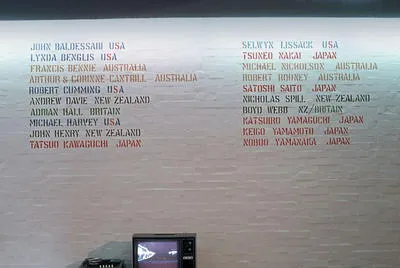 JOHN BALDESSARI USA
LYNDA BENGLIS USA
FRANCIS BENNIE AUSTRALIA
ARTHUR & CORINNE CANTRILL AUSTRALIA
ROBERT CUMMING USA
ANDREW DAVIE NEW ZEALAND
ADRIAN HALL BRITAIN
MICHAEL HARVEY USA
JOHN HENRY NEW ZEALAND
TATSUO KAWAGUCHI JAPAN
SELWYN LISSACK USA
TSUNEO NAKAI JAPAN
MICHAEL NICHOLSON AUSTRALIA
ROBERT ROONEY AUSTRALIA
SATOSHI SAITO JAPAN
NICHOLAS SPILL NEW ZEALAND
BOYD WEBB NZ/BRITAIN
KATSUIRO YAMAGUCHI JAPAN
KEIGO YAMAMOTO JAPAN
NOBUO YAMANAKA JAPAN